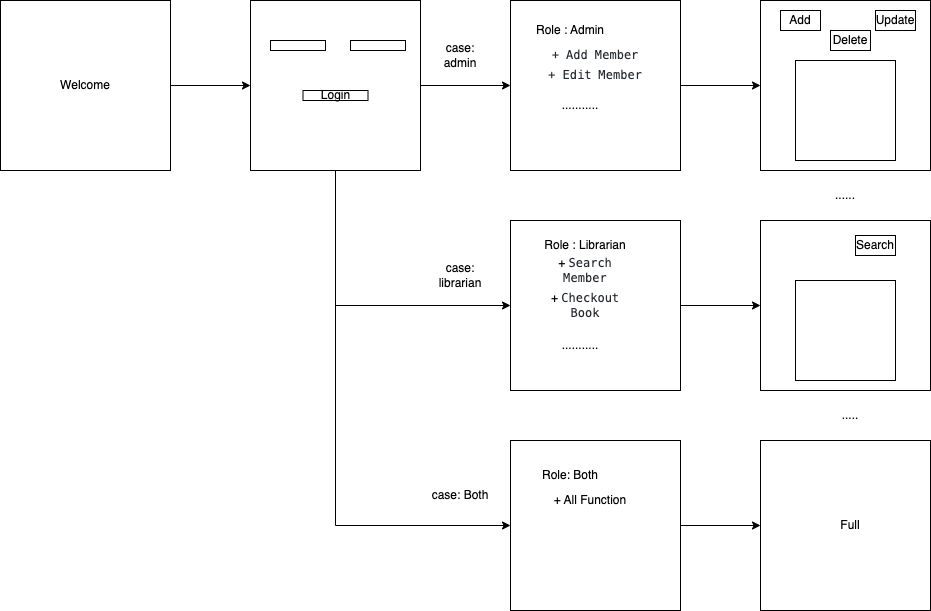 Welcome
Login
case:
admin
Role : Admin
+ Add Member
+ Edit Member
...........
Add
Update
Delete
......
case:
librarian
Role : Librarian
+ Search
Member
+ Checkout
Book
...........
Search
.....
case: Both
Role: Both
+ All Function
Full